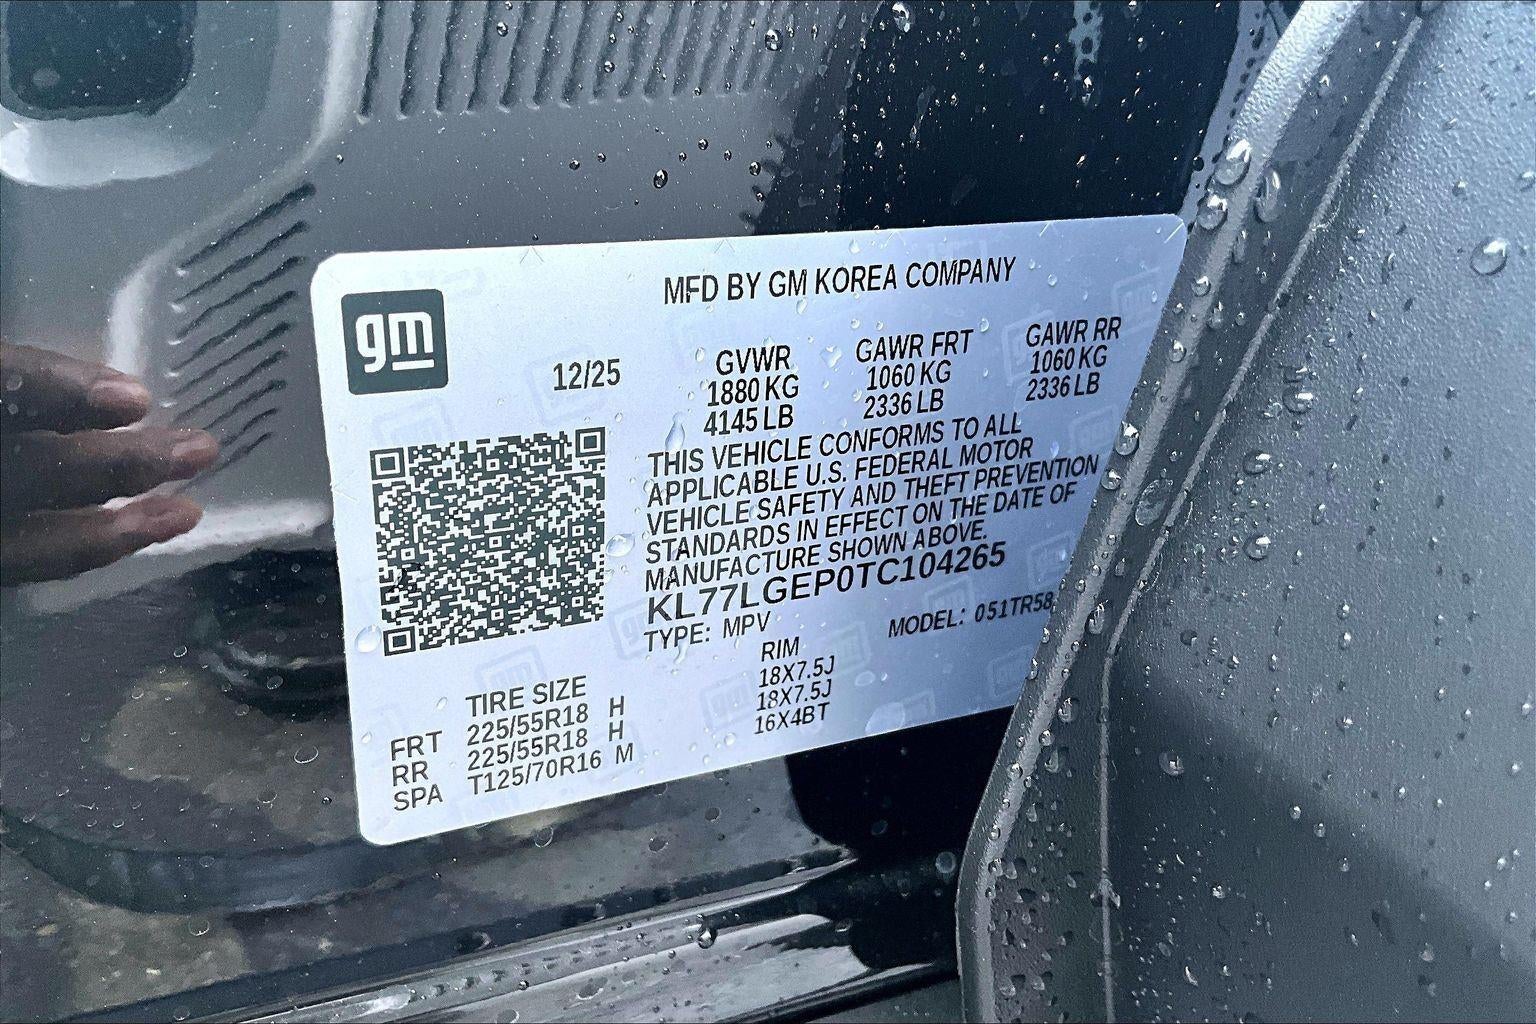 gm
MFD BY GM KOREA COMPANY
12/25
GVWR GAWR FRT GAWR RR
1880 KG 1060 KG 1060 KG
4145 LB 2336 LB 2336 LB
THIS VEHICLE CONFORMS TO ALL
APPLICABLE U.S. FEDERAL MOTOR
VEHICLE SAFETY AND THEFT PREVENTION
STANDARDS IN EFFECT ON THE DATE OF
MANUFACTURE SHOWN ABOVE.
KL77LGEP0TC104265
TYPE: MPV MODEL: 051TR58
TIRE SIZE RIM
FRT 225/55R18 H 18X7.5J
RR 225/55R18 H 18X7.5J
SPA T125/70R16 M 16X4BT